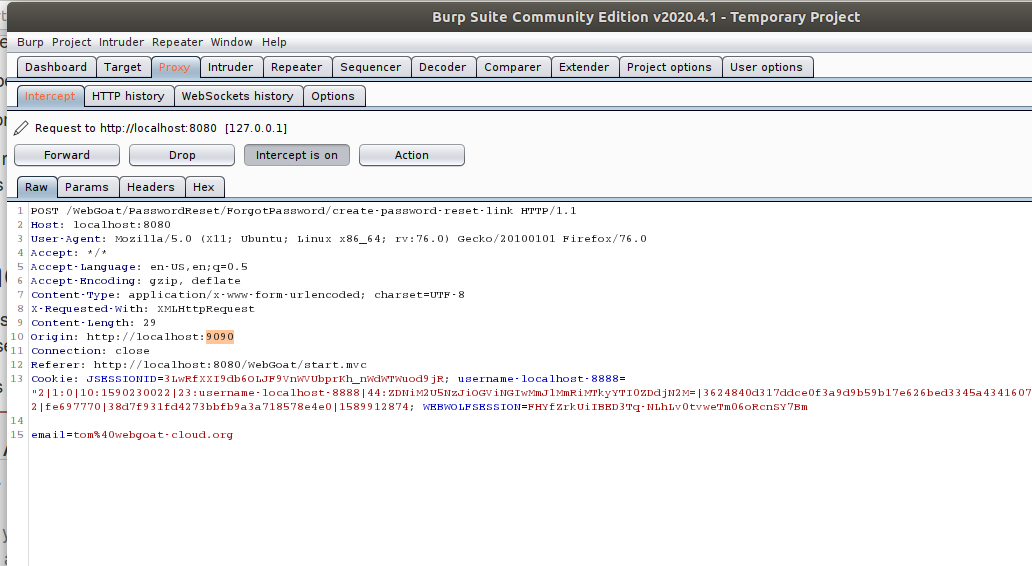 Burp Suite Community Edition v2020.4.1 - Temporary Project
Burp Project Intruder Repeater Window Help
Dashboard Target Proxy Intruder Repeater Sequencer Decoder Comparer Extender Project options User options
Intercept HTTP history WebSockets history Options
Request to http://localhost:8080 [127.0.0.1]
Forward Drop Intercept is on Action
Raw Params Headers Hex
1 POST /WebGoat/PasswordReset/ForgotPassword/create-password-reset-link HTTP/1.1
2 Host: localhost:8080
3 User-Agent: Mozilla/5.0 (X11; Ubuntu; Linux x86_64; rv:76.0) Gecko/20100101 Firefox/76.0
4 Accept: */*
5 Accept-Language: en-US,en;q=0.5
6 Accept-Encoding: gzip, deflate
7 Content-Type: application/x-www-form-urlencoded; charset=UTF-8
8 X-Requested-With: XMLHttpRequest
9 Content-Length: 29
10 Origin: http://localhost:9090
11 Connection: close
12 Referer: http://localhost:8080/WebGoat/start.mvc
13 Cookie: JSESSIONID=3LwRfXXI9db6OLJF9VnWVUbprKh_nWdWTWuod9jR; username-localhost-8888=
"2|1:0|10:1590230022|23:username-localhost-8888|44:ZDNiM2U5NzJiOGViNGIwMmJlMmRiMTkyYTI0ZDdjN2M=|3624840d317ddce0f3a9d9b59b17e626bed3345a4341607
2|fe697770|38d7f931fd4273bbfb9a3a718578e4e0|1589912874; WEBWOLFSESSION=FHYfZrkUiIBED3Tq-NLhLv0tvweTm06oRcnSY7Bm
14
15 email=tom%40webgoat-cloud.org